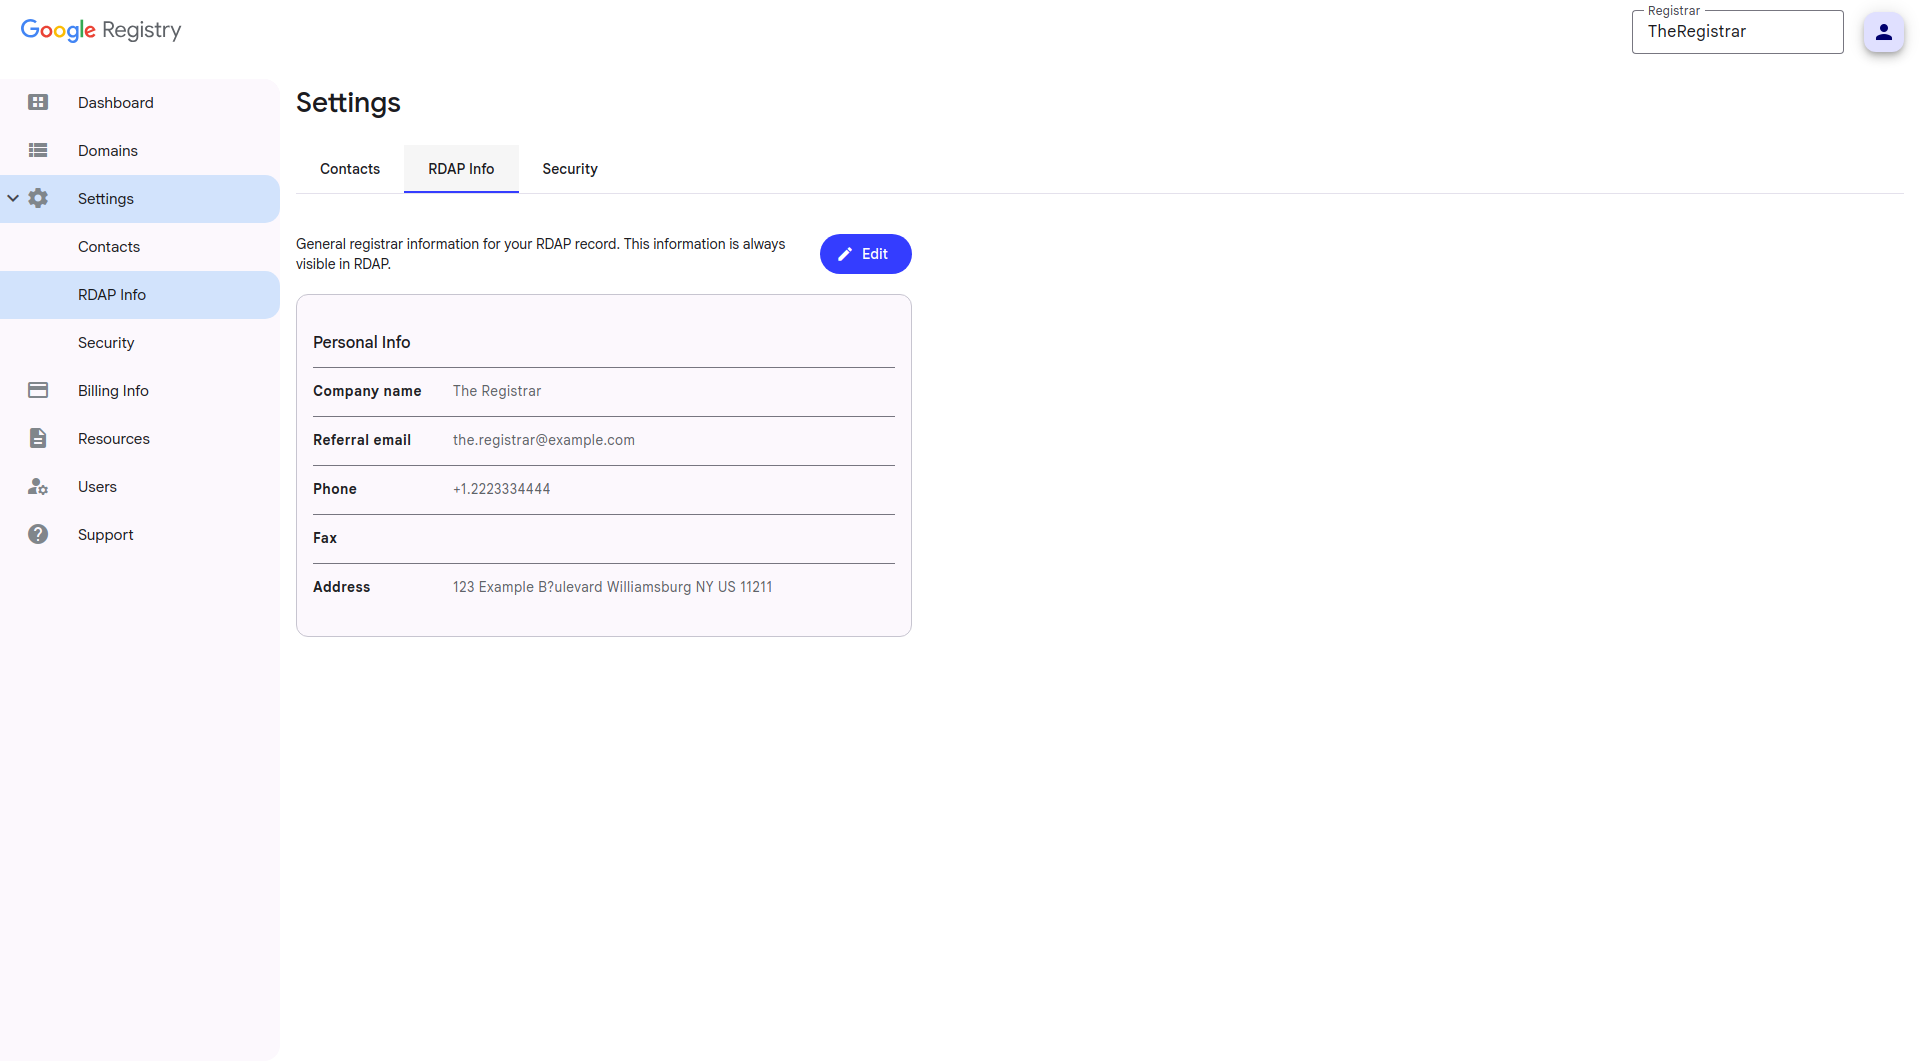 Google Registry
Registrar
TheRegistrar
Dashboard
Domains
Settings
Contacts
RDAP Info
Security
Billing Info
Resources
Users
Support
Settings
Contacts RDAP Info Security
General registrar information for your RDAP record. This information is always
visible in RDAP.
Edit
Personal Info
Company name The Registrar
Referral email the.registrar@example.com
Phone +1.2223334444
Fax
Address 123 Example B?ulevard Williamsburg NY US 11211